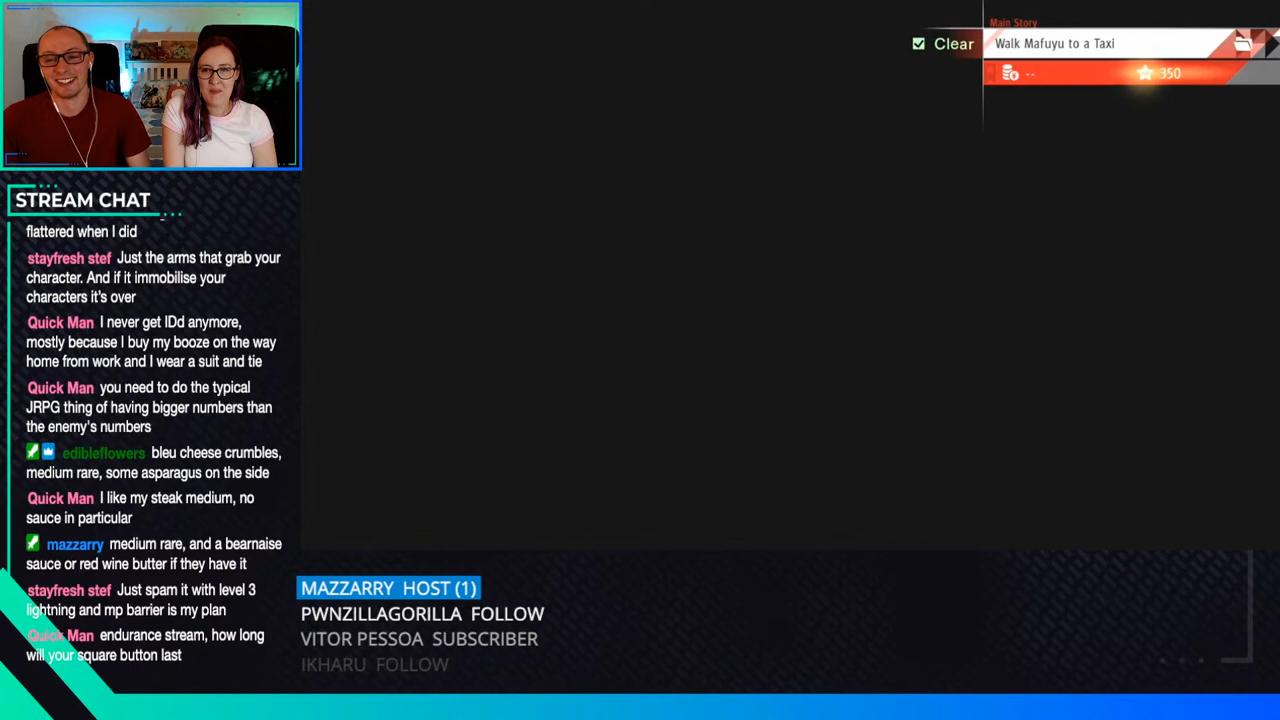 Main Story
Clear
Walk Mafuyu to a Taxi
-- 350
STREAM CHAT
flattered when I did
stayfresh stef Just the arms that grab your
character. And if it immobilise your
characters it's over
Quick Man I never get IDd anymore,
mostly because I buy my booze on the way
home from work and I wear a suit and tie
Quick Man you need to do the typical
JRPG thing of having bigger numbers than
the enemy's numbers
edibleflowers bleu cheese crumbles,
medium rare, some asparagus on the side
Quick Man I like my steak medium, no
sauce in particular
mazzarry medium rare, and a bearnaise
sauce or red wine butter if they have it
stayfresh stef Just spam it with level 3
lightning and mp barrier is my plan
Quick Man endurance stream, how long
will your square button last
MAZZARRY HOST (1)
PWNZILLAGORILLA FOLLOW
VITOR PESSOA SUBSCRIBER
IKHARU FOLLOW